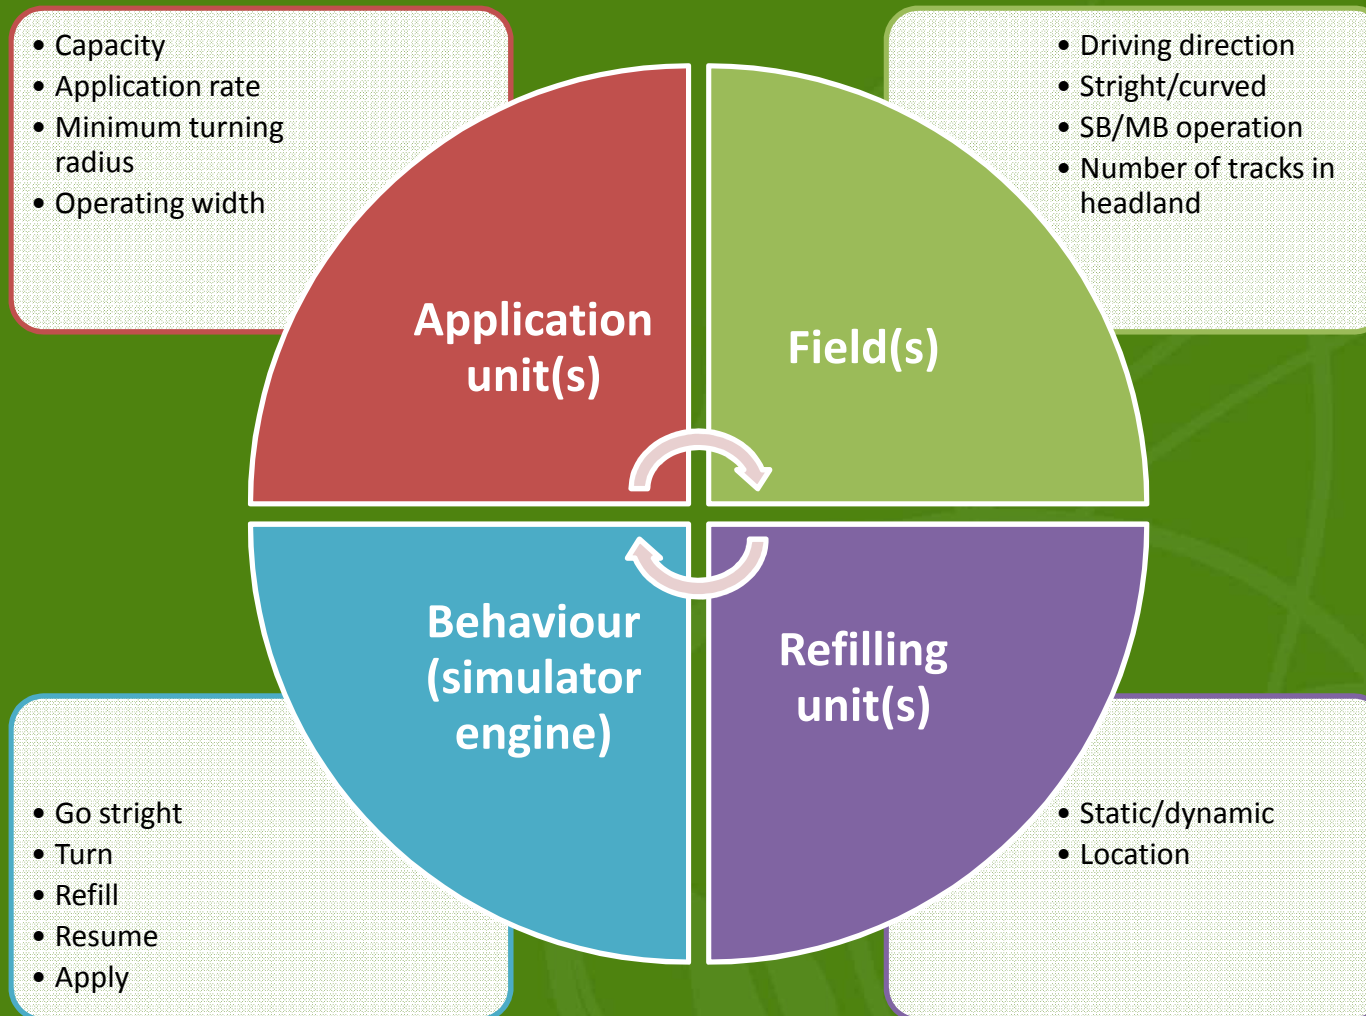 • Capacity
• Application rate
• Minimum turning
radius
• Operating width
• Driving direction
• Stright/curved
• SB/MB operation
• Number of tracks in
headland
Application
unit(s)
Field(s)
Behaviour
(simulator
engine)
Refilling
unit(s)
• Go stright
• Turn
• Refill
• Resume
• Apply
• Static/dynamic
• Location